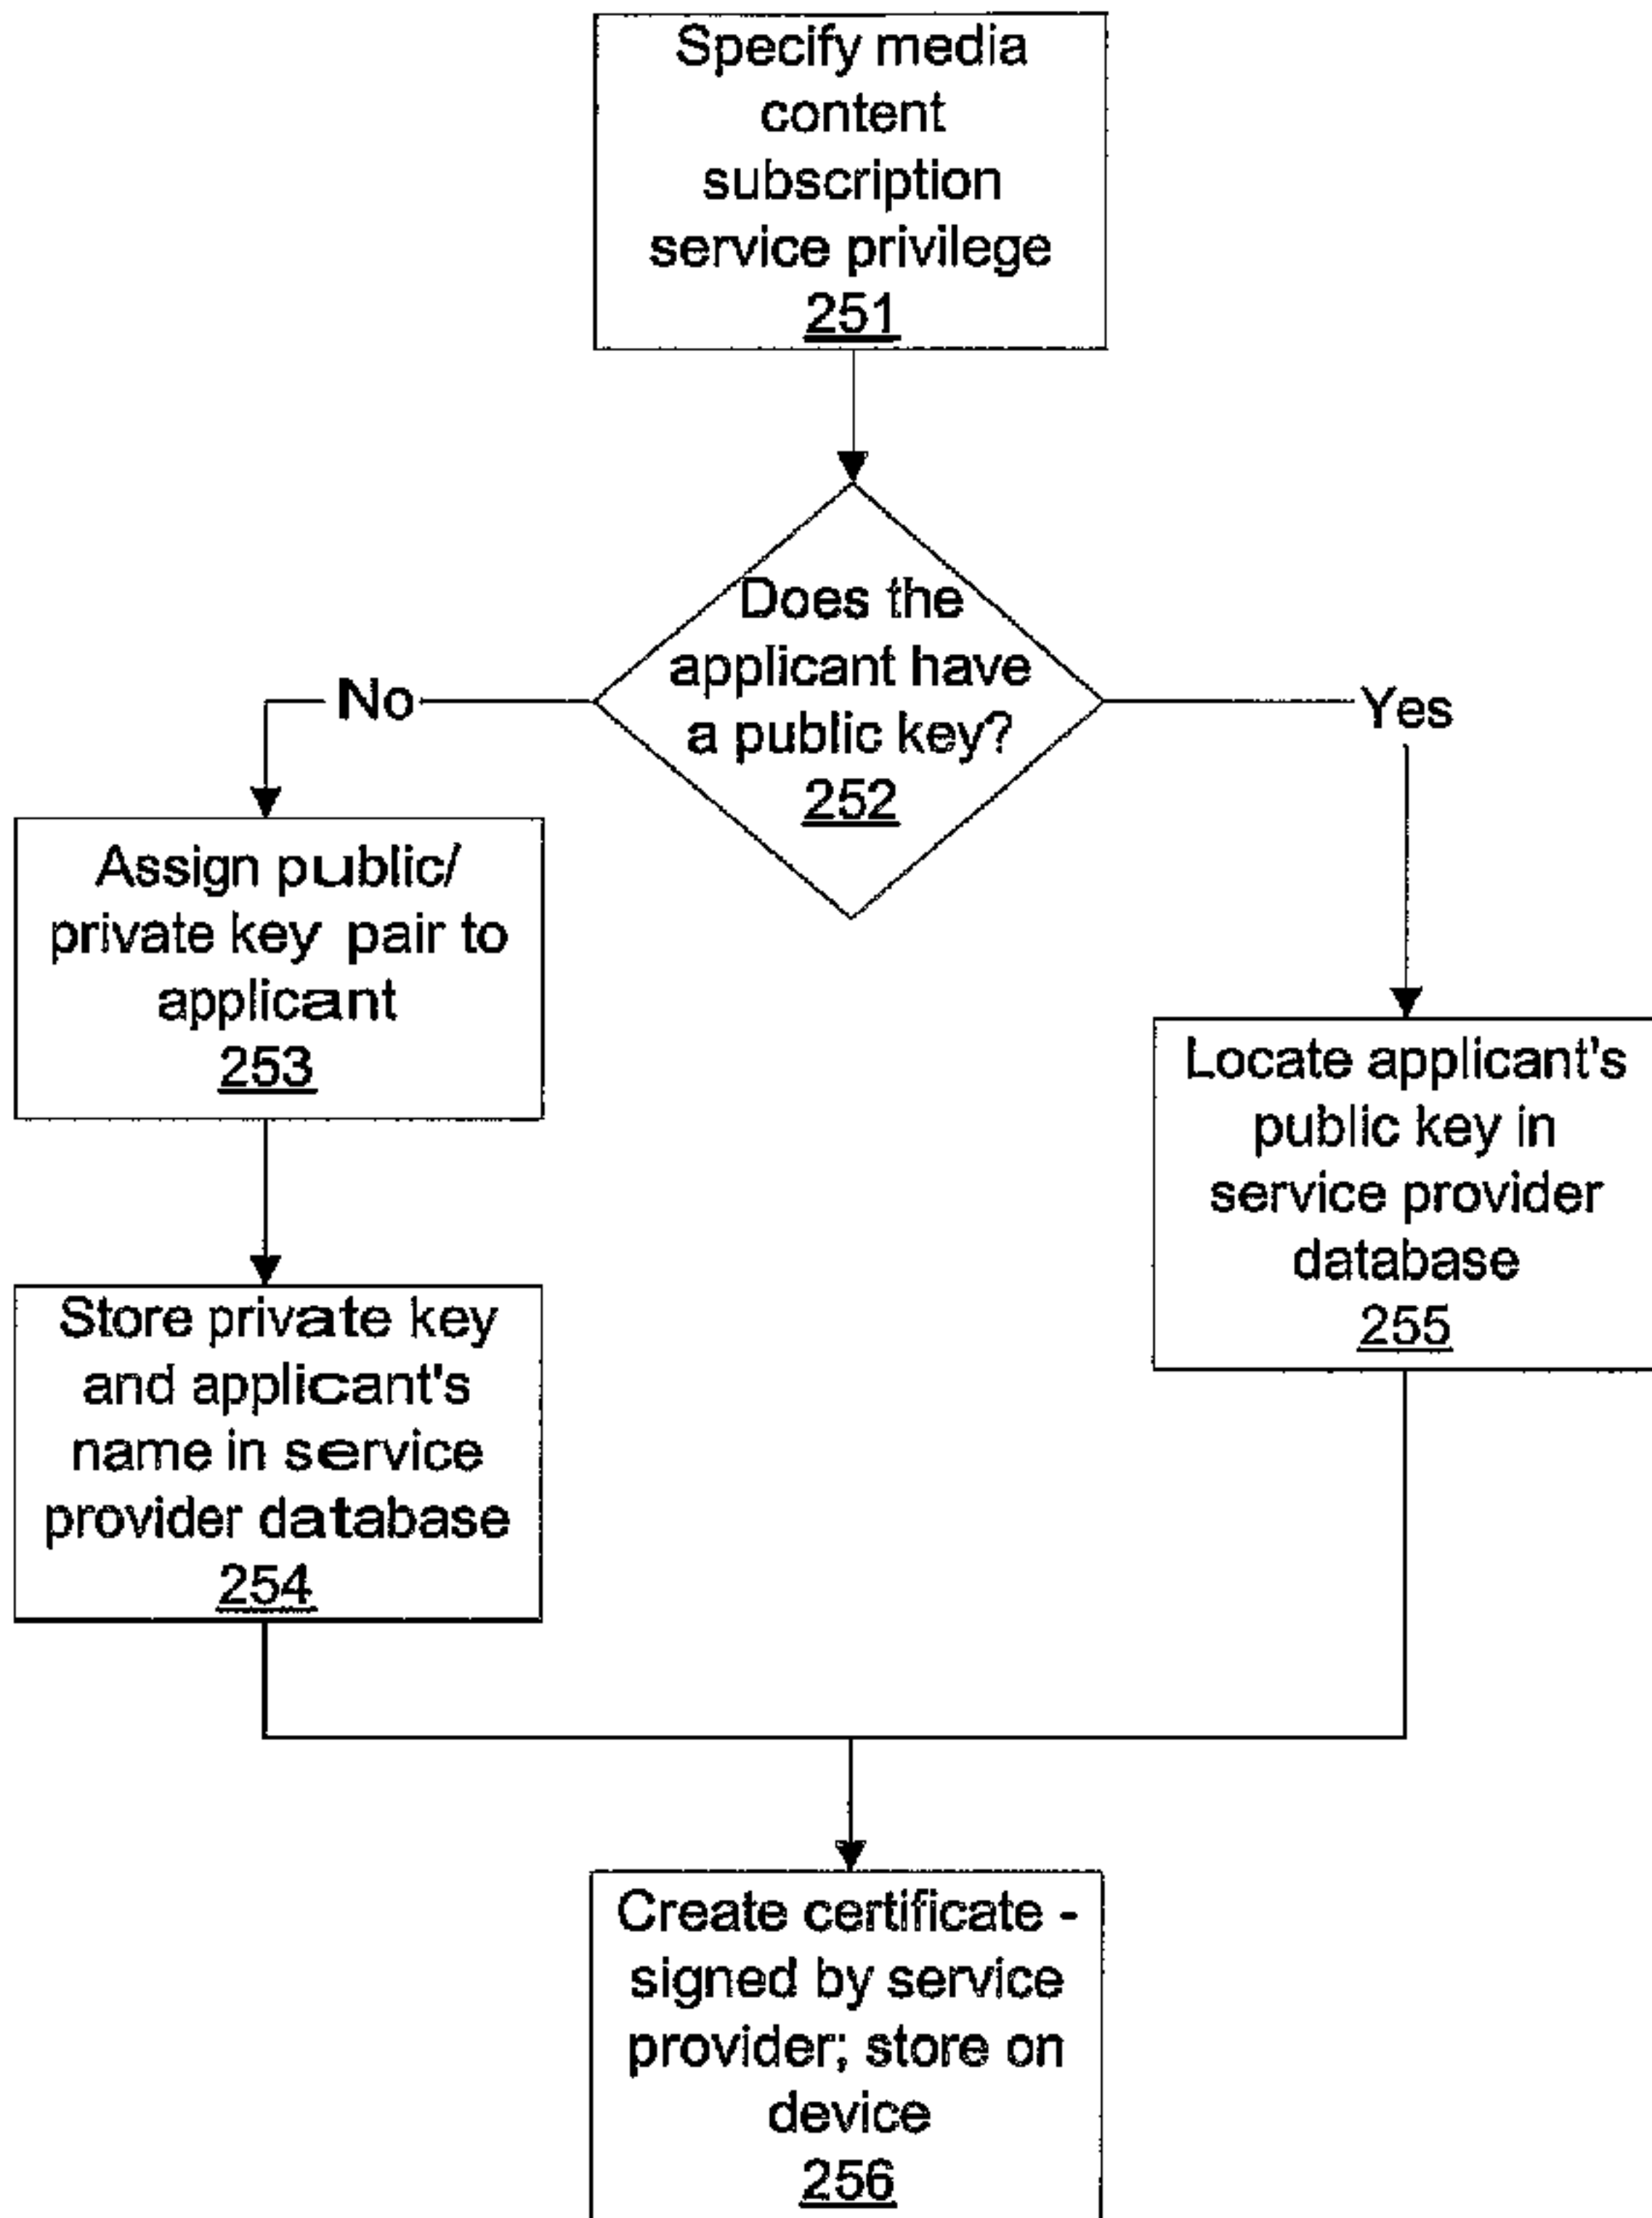 Specify media
content
subscription
service privilege
251
Does the
applicant have
a public key?
252
No
Yes
Assign public/
private key pair to
applicant
253
Locate applicant's
public key in
service provider
database
255
Store private key
and applicant's
name in service
provider database
254
Create certificate -
signed by service
provider; store on
device
256